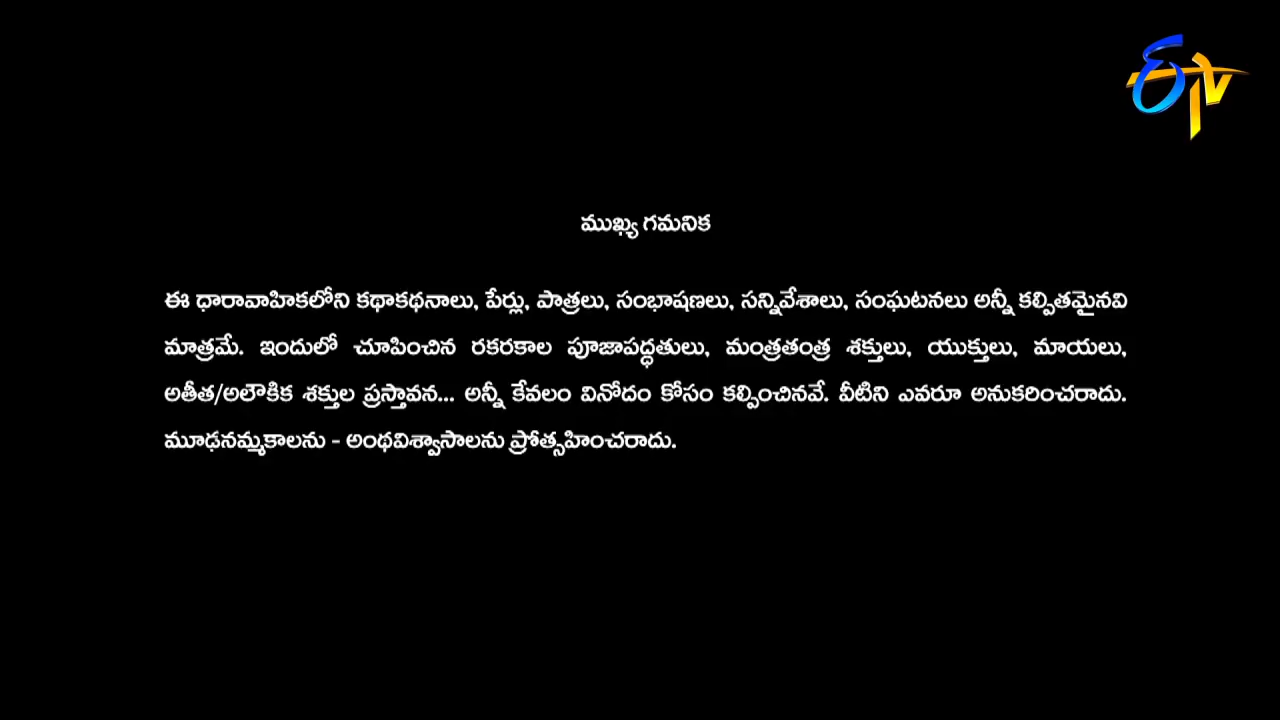 ఈTV
ముఖ్య గమనిక
ఈ ధారావాహికలోని కథాకథనాలు, పేర్లు, పాత్రలు, సంభాషణలు, సన్నివేశాలు, సంఘటనలు అన్నీ కల్పితమైనవి
మాత్రమే. ఇందులో చూపించిన రకరకాల పూజాపద్ధతులు, మంత్రతంత్ర శక్తులు, యుక్తులు, మాయలు,
అతీత/అలౌకిక శక్తుల ప్రస్తావన... అన్నీ కేవలం వినోదం కోసం కల్పించినవే. వీటిని ఎవరూ అనుకరించరాదు.
మూఢనమ్మకాలను - అంధవిశ్వాసాలను ప్రోత్సహించరాదు.